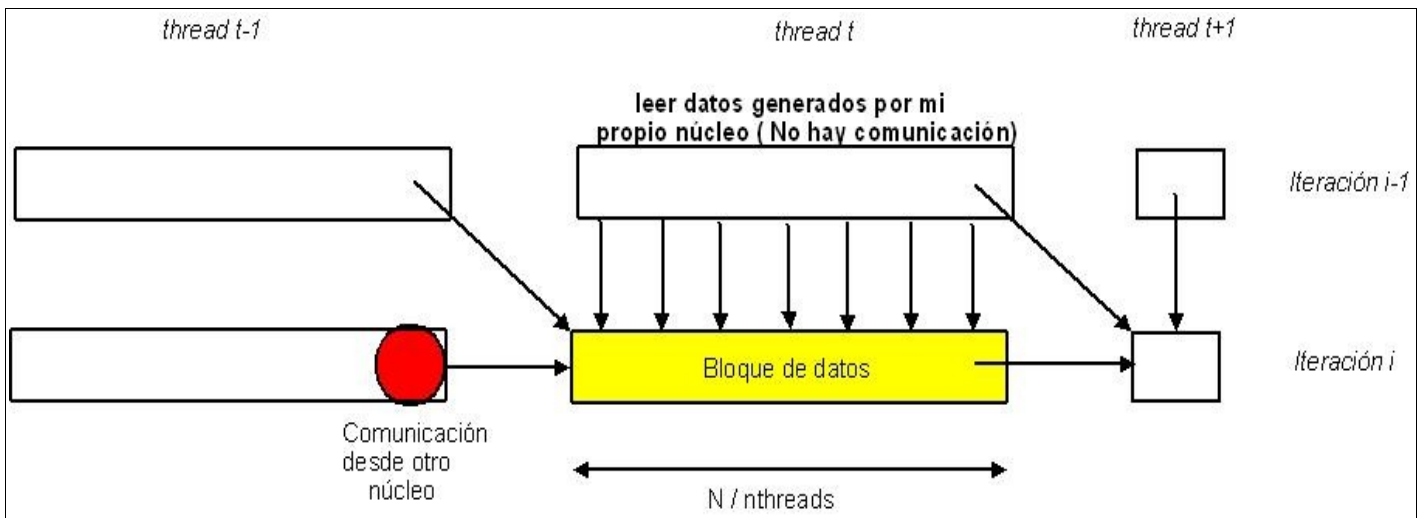 thread t-1
thread t
thread t+1
leer datos generados por mi
propio núcleo ( No hay comunicación)
Iteración i-1
Bloque de datos
Iteración i
Comunicación
desde otro
núcleo
N / nthreads